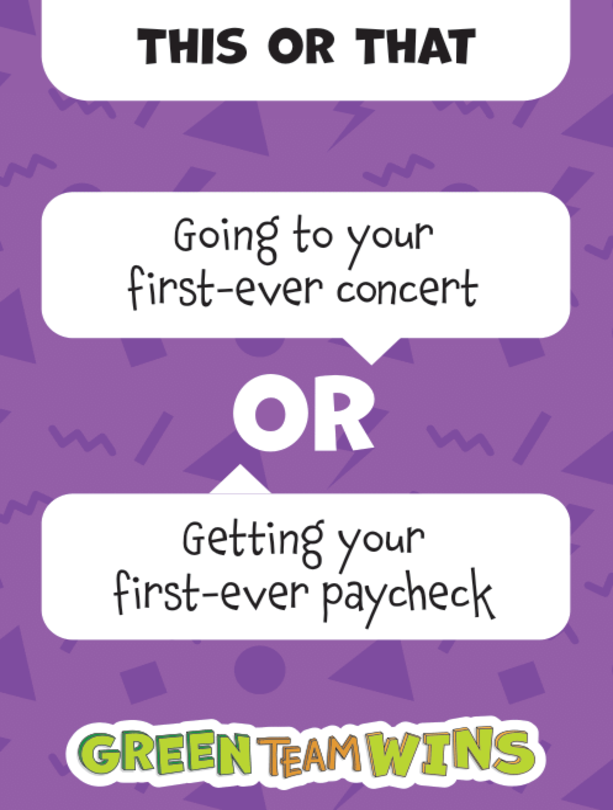 THIS OR THAT
Going to your
first-ever concert
OR
Getting your
first-ever paycheck
GREEN TEAM WINS